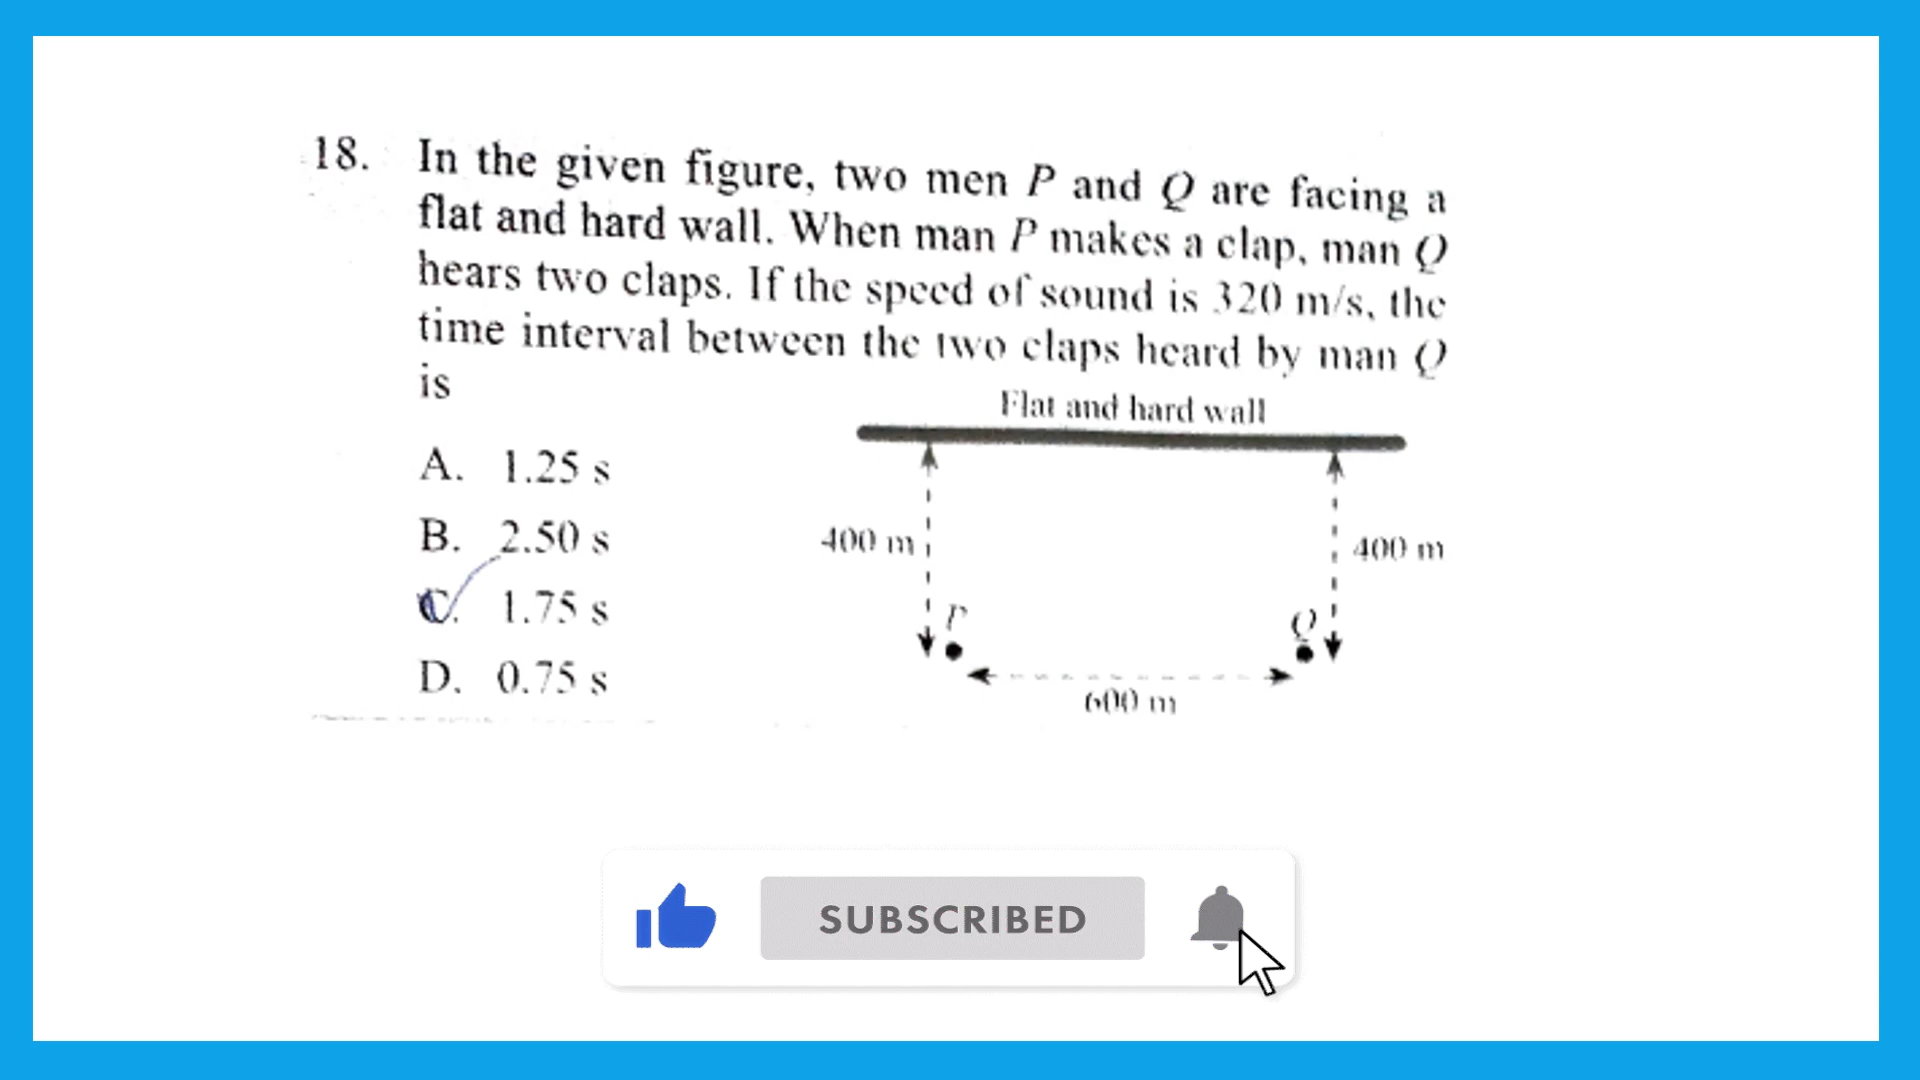 18. In the given figure, two men P and Q are facing a
flat and hard wall. When man P makes a clap, man Q
hears two claps. If the speed of sound is 320 m/s, the
time interval between the two claps heard by man Q
is
Flat and hard wall
A. 1.25 s
B. 2.50 s
400 m
400 m
C. 1.75 s
P
Q
D. 0.75 s
600 m
SUBSCRIBED